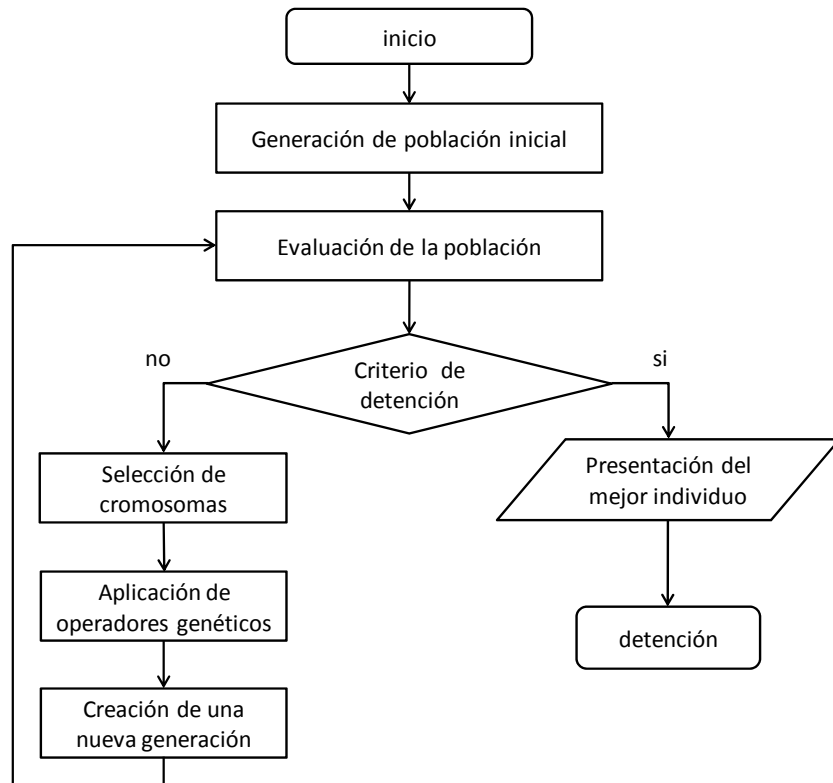 inicio
Generación de población inicial
Evaluación de la población
no
si
Criterio de
detención
Selección de
cromosomas
Presentación del
mejor individuo
Aplicación de
operadores genéticos
detención
Creación de una
nueva generación